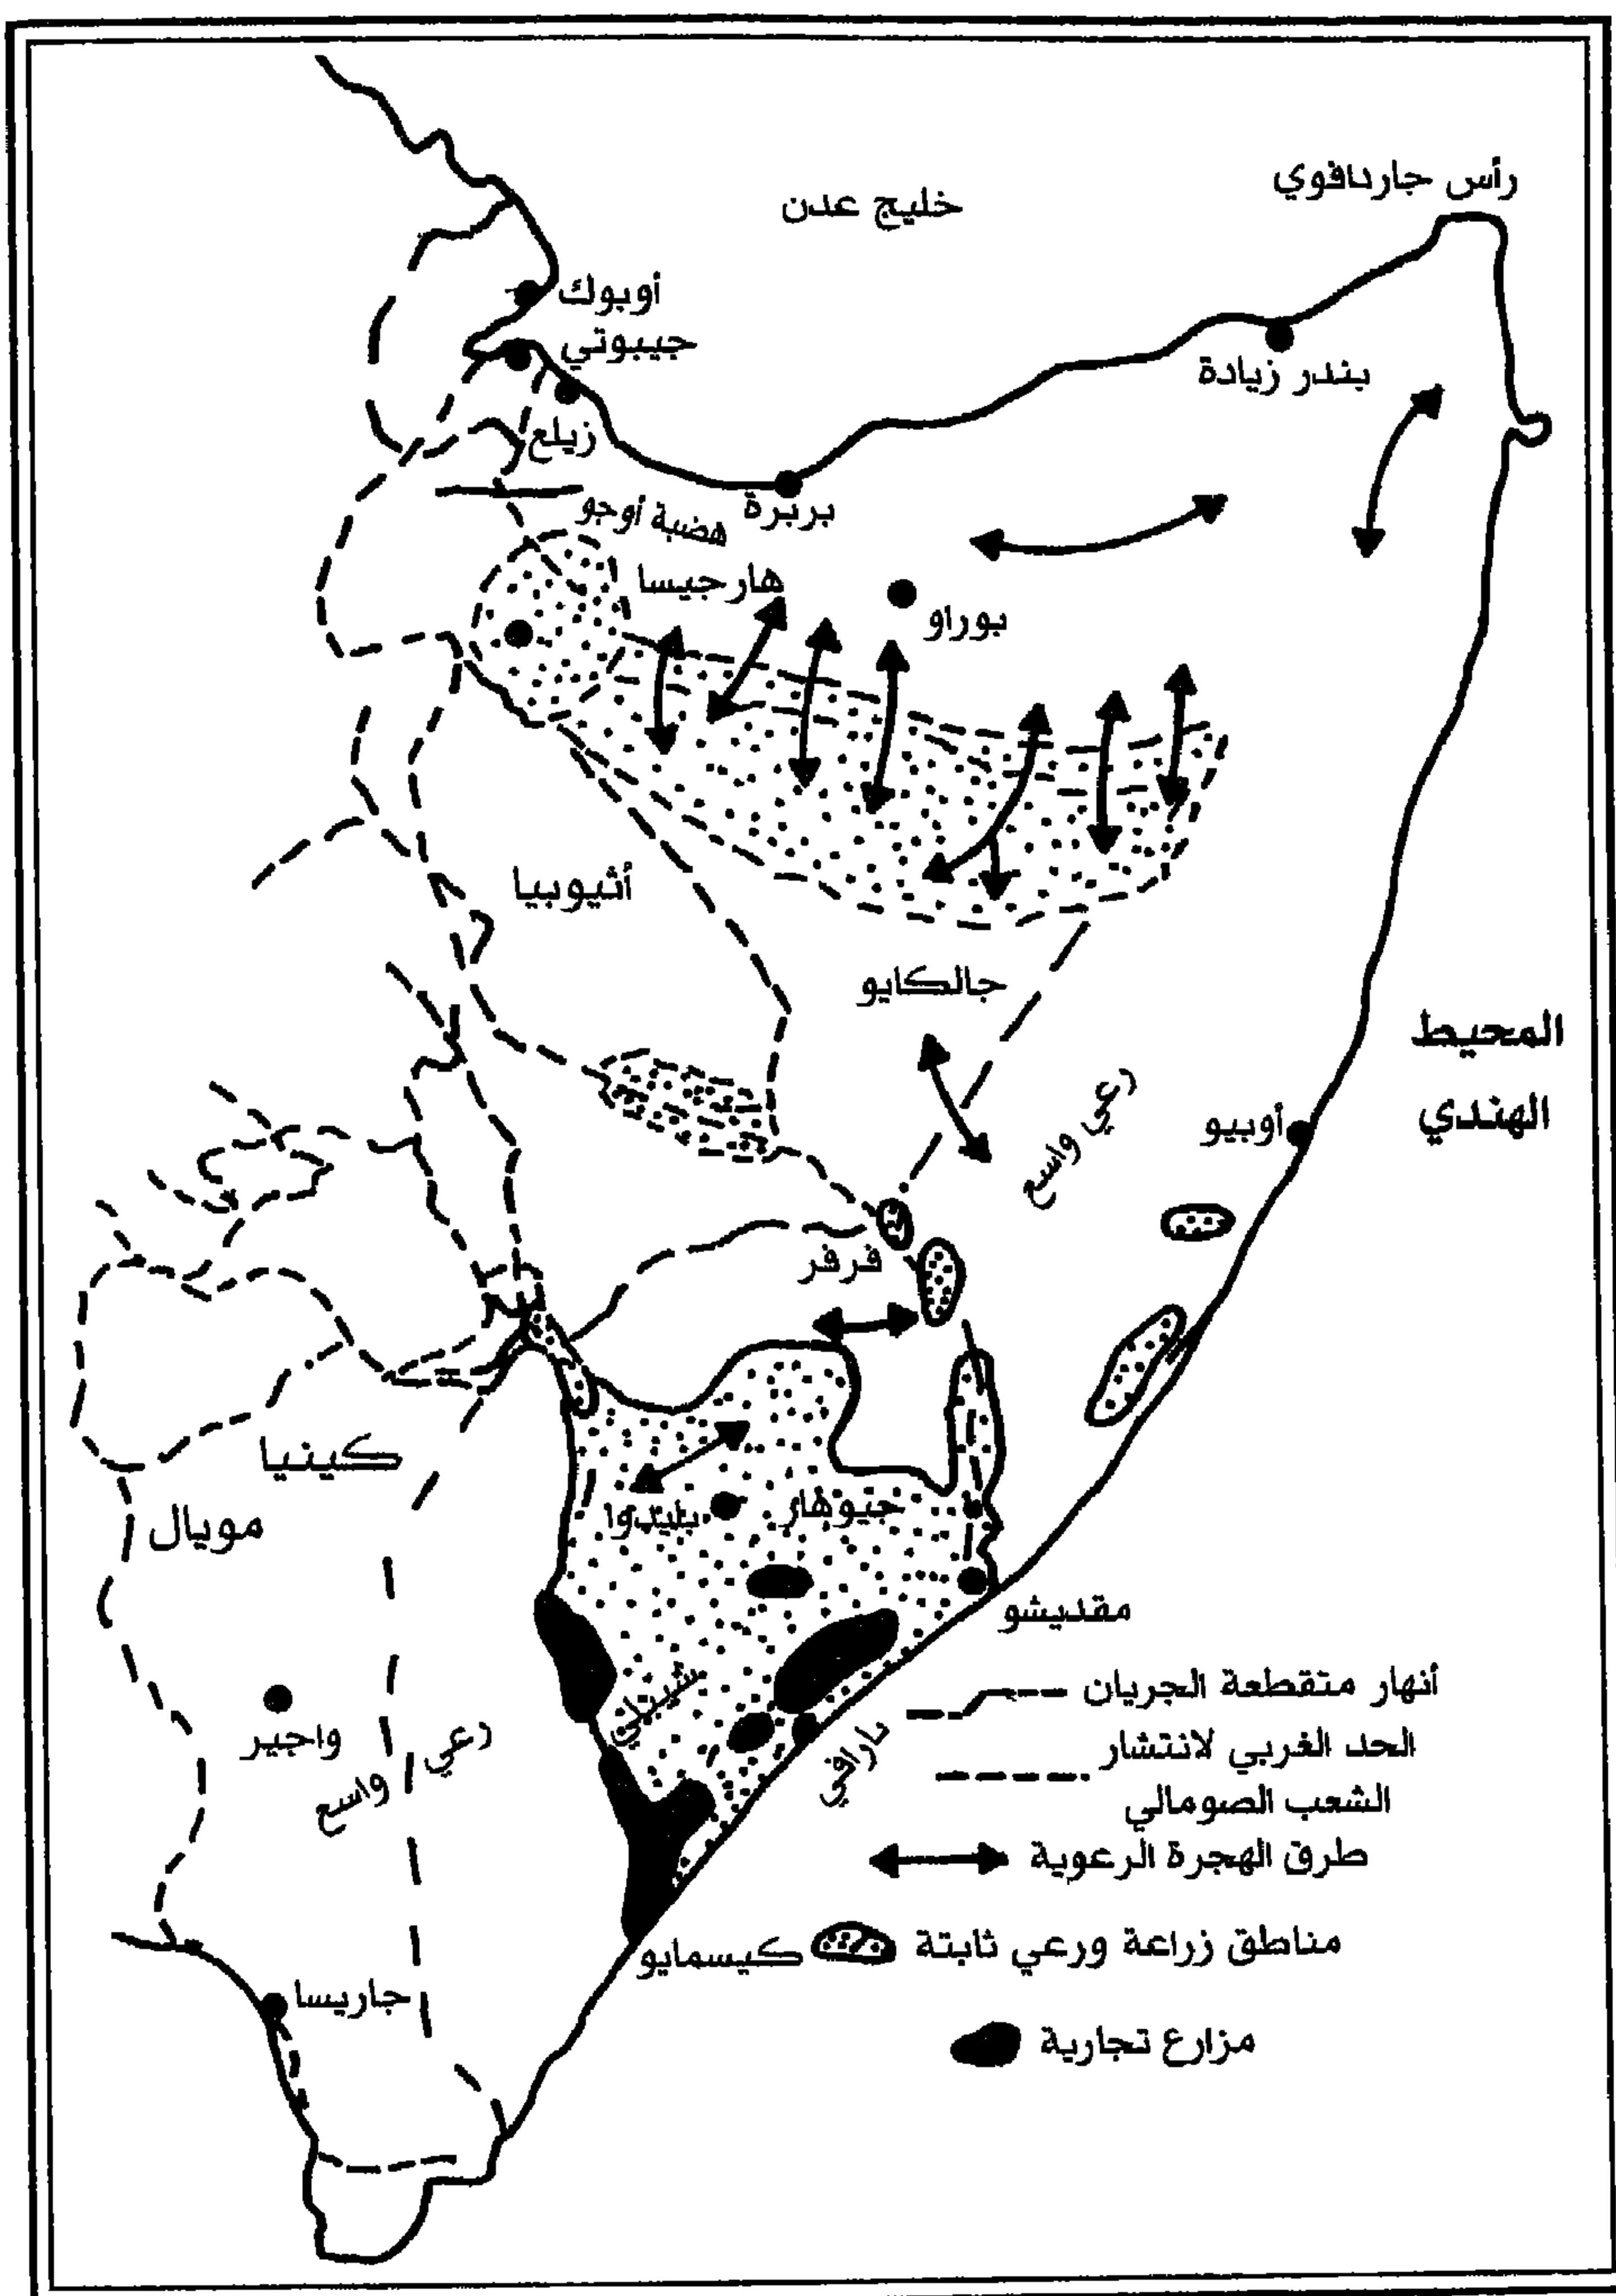 رأس جاردافوي
خليج عدن
أوبوك
جيبوتي
بندر زيادة
زيلع
بربرة
هضبة أوجو
هارجيسا
بوراو
أثيوبيا
جالكايو
المحيط
الهندي
رعي واسع
أوبيو
فرفر
كينيا
جيوهار
بليدوا
مويال
مقديشو
شبيلي
أنهار متقطعة الجريان
واجير
رعي واسع
بارافي
الحد الغربي لانتشار
الشعب الصومالي
طرق الهجرة الرعوية
مناطق زراعة ورعي ثابتة
كيسمايو
جاريسا
مزارع تجارية